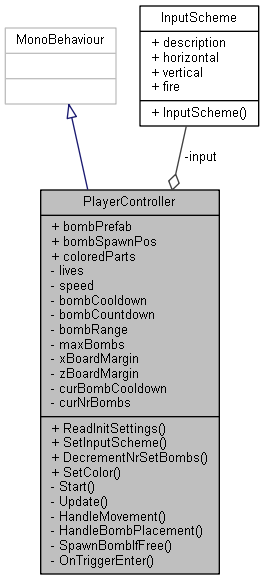 InputScheme
+ description
+ horizontal
+ vertical
+ fire
+ InputScheme()
MonoBehaviour
-input
PlayerController
+ bombPrefab
+ bombSpawnPos
+ coloredParts
- lives
- speed
- bombCooldown
- bombCountdown
- bombRange
- maxBombs
- xBoardMargin
- zBoardMargin
- curBombCooldown
- curNrBombs
+ ReadInitSettings()
+ SetInputScheme()
+ DecrementNrSetBombs()
+ SetColor()
- Start()
- Update()
- HandleMovement()
- HandleBombPlacement()
- SpawnBombIfFree()
- OnTriggerEnter()